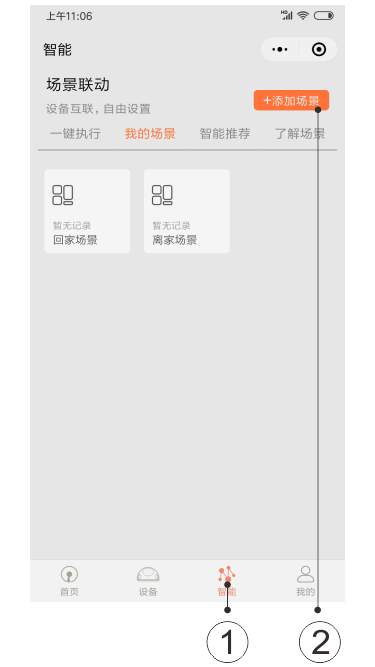 上午11:06
HD
智能
场景联动
+添加场景
设备互联，自由设置
一键执行 我的场景 智能推荐 了解场景
暂无记录 暂无记录
回家场景 离家场景
首页 设备 智能 我的
1 2